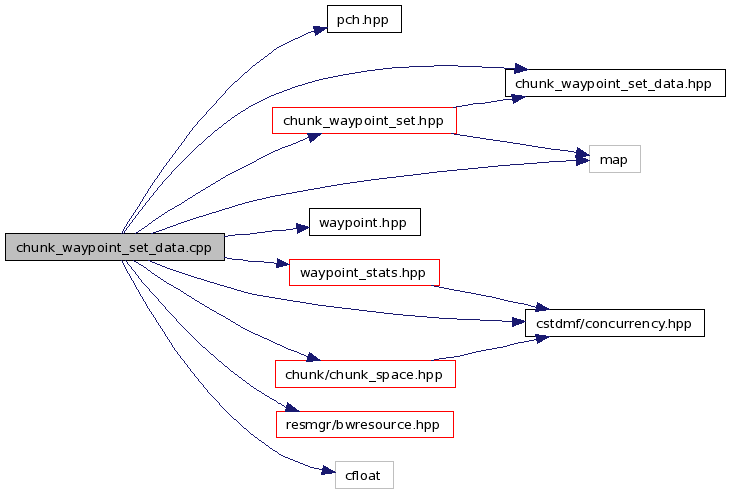 pch.hpp
chunk_waypoint_set_data.hpp
chunk_waypoint_set.hpp
map
waypoint.hpp
chunk_waypoint_set_data.cpp
waypoint_stats.hpp
cstdmf/concurrency.hpp
chunk/chunk_space.hpp
resmgr/bwresource.hpp
cfloat